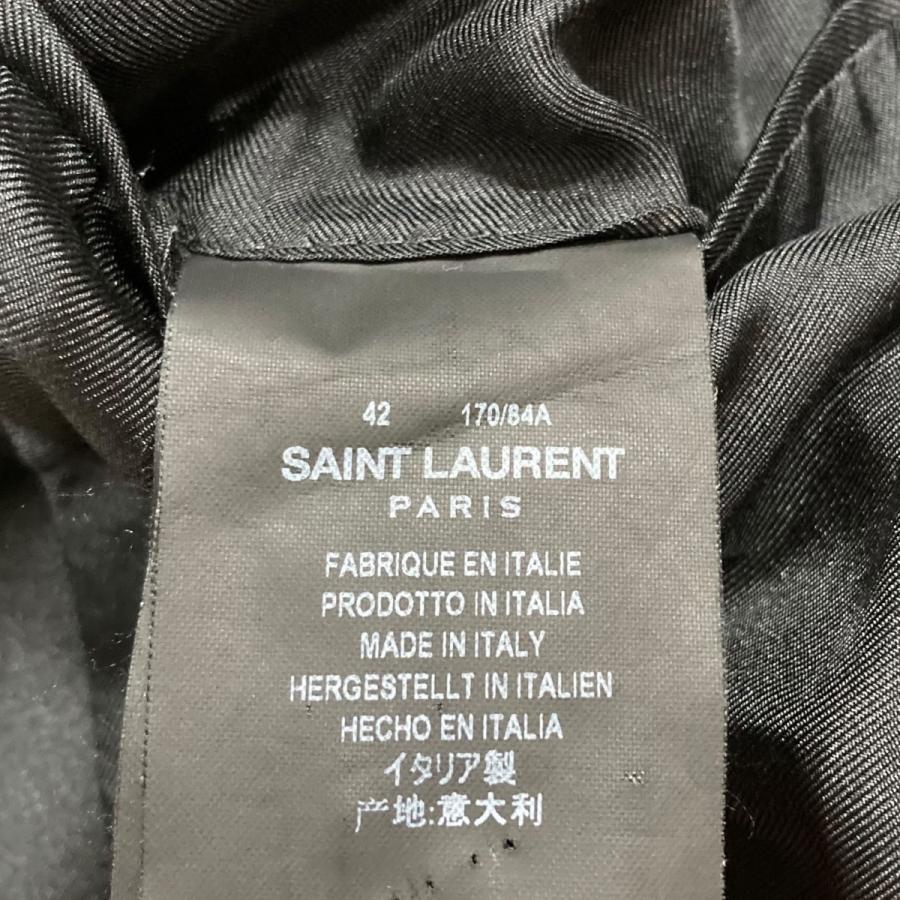 42 170/84A
SAINT LAURENT
PARIS
FABRIQUE EN ITALIE
PRODOTTO IN ITALIA
MADE IN ITALY
HERGESTELLT IN ITALIEN
HECHO EN ITALIA
イタリア製
产地:意大利